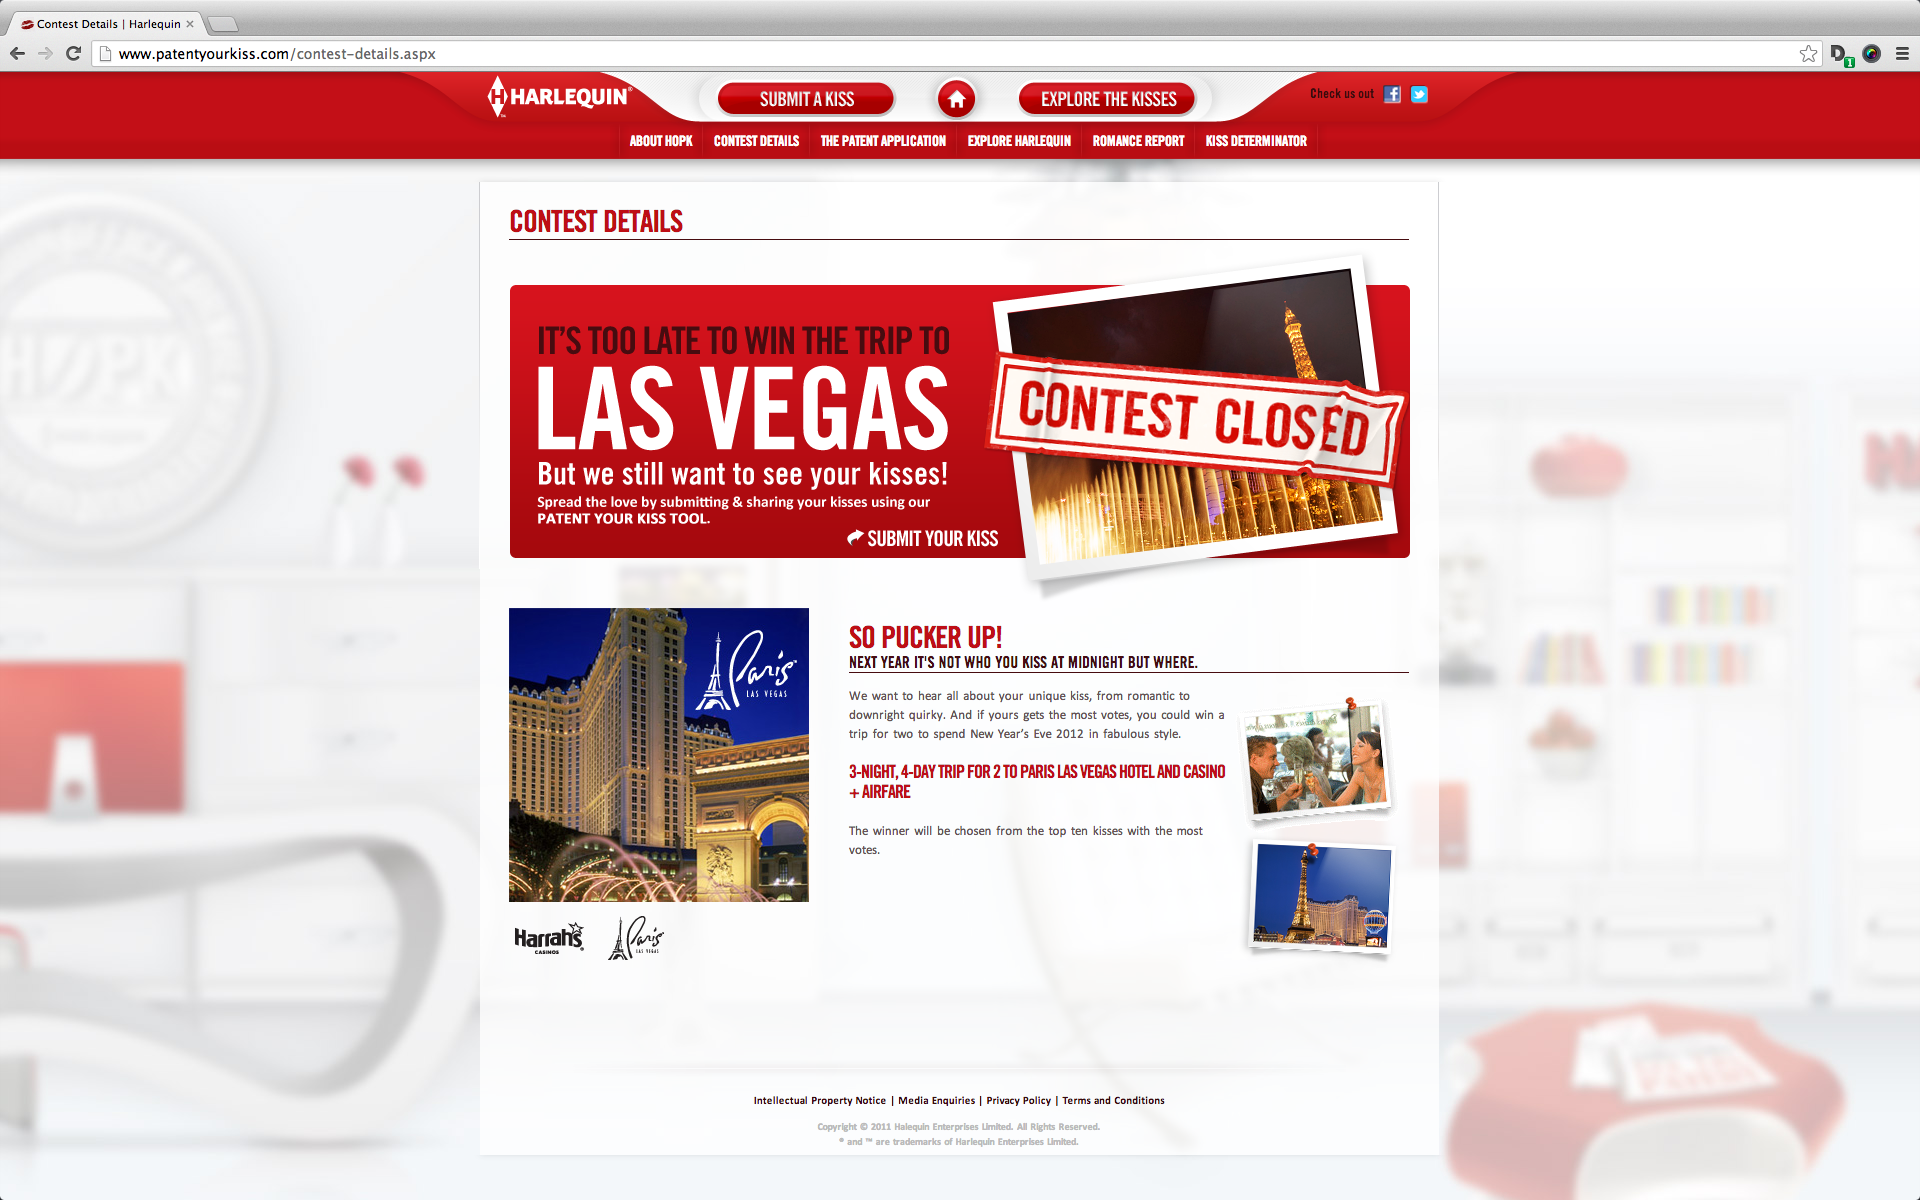 Contest Details | Harlequin
www.patentyourkiss.com/contest-details.aspx
1
HARLEQUIN®
SUBMIT A KISS
EXPLORE THE KISSES
Check us out
ABOUT HOPK
CONTEST DETAILS
THE PATENT APPLICATION
EXPLORE HARLEQUIN
ROMANCE REPORT
KISS DETERMINATOR
CONTEST DETAILS
IT'S TOO LATE TO WIN THE TRIP TO
LAS VEGAS
But we still want to see your kisses!
Spread the love by submitting & sharing your kisses using our
PATENT YOUR KISS TOOL.
SUBMIT YOUR KISS
CONTEST CLOSED
Paris
LAS VEGAS
SO PUCKER UP!
NEXT YEAR IT'S NOT WHO YOU KISS AT MIDNIGHT BUT WHERE.
We want to hear all about your unique kiss, from romantic to
downright quirky. And if yours gets the most votes, you could win a
trip for two to spend New Year's Eve 2012 in fabulous style.
3-NIGHT, 4-DAY TRIP FOR 2 TO PARIS LAS VEGAS HOTEL AND CASINO
+ AIRFARE
The winner will be chosen from the top ten kisses with the most
votes.
Harrah's
CASINOS
Paris
LAS VEGAS
Intellectual Property Notice | Media Enquiries | Privacy Policy | Terms and Conditions
Copyright © 2011 Halequin Enterprises Limited. All Rights Reserved.
® and ™ are trademarks of Harlequin Enterprises Limited.